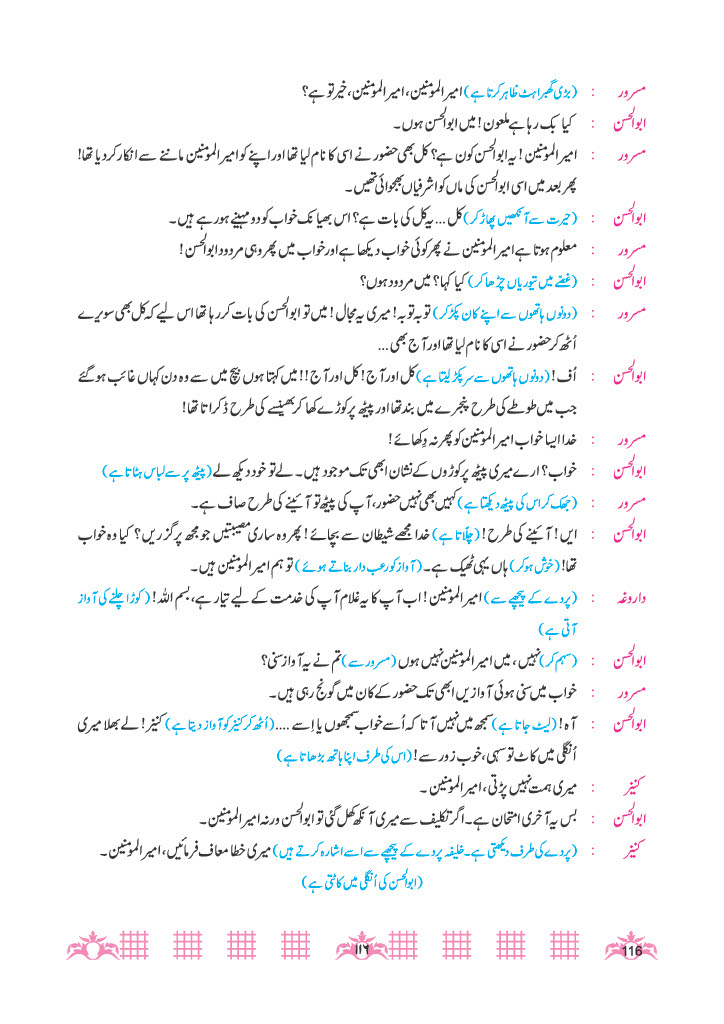 مسرور : (بڑی گھبراہٹ ظاہر کرتا ہے) امیر المومنین، امیر المومنین، خیر تو ہے؟
ابوالحسن : کیا بک رہا ہے ملعون! میں ابوالحسن ہوں۔
مسرور : امیر المومنین! یہ ابوالحسن کون ہے؟ کل بھی حضور نے اسی کا نام لیا تھا اور اپنے کو امیر المومنین ماننے سے انکار کر دیا تھا!
پھر بعد میں اسی ابوالحسن کی ماں کو اشرفیاں بھجوائی تھیں۔
ابوالحسن : (حیرت سے آنکھیں پھاڑ کر) کل ... یہ کل کی بات ہے؟ اس بھیانک خواب کو دو مہینے ہو رہے ہیں۔
مسرور : معلوم ہوتا ہے امیر المومنین نے پھر کوئی خواب دیکھا ہے اور خواب میں پھر وہی مردود ابوالحسن!
ابوالحسن : (غصّے میں تیوریاں چڑھا کر) کیا کہا؟ میں مردود ہوں؟
مسرور : (دونوں ہاتھوں سے اپنے کان پکڑ کر) توبہ توبہ! میری یہ مجال! میں تو ابوالحسن کی بات کر رہا تھا اس لیے کہ کل بھی سویرے
اُٹھ کر حضور نے اسی کا نام لیا تھا اور آج بھی ...
ابوالحسن : اُف! (دونوں ہاتھوں سے سر پکڑ لیتا ہے) کل اور آج! کل اور آج!! میں کہتا ہوں بیچ میں سے وہ دن کہاں غائب ہو گئے
جب میں طوطے کی طرح پنجرے میں بند تھا اور پیٹھ پر کوڑے کھا کر بھینسے کی طرح ڈکراتا تھا!
مسرور : خدا ایسا خواب امیر المومنین کو پھر نہ دِکھائے!
ابوالحسن : خواب؟ ارے میری پیٹھ پر کوڑوں کے نشان ابھی تک موجود ہیں۔ لے تو خود دیکھ لے (پیٹھ پر سے لباس ہٹاتا ہے)
مسرور : (جھک کر اس کی پیٹھ دیکھتا ہے) کہیں بھی نہیں حضور، آپ کی پیٹھ تو آئینے کی طرح صاف ہے۔
ابوالحسن : ایں! آئینے کی طرح! (چلّاتا ہے) خدا مجھے شیطان سے بچائے! پھر وہ ساری مصیبتیں جو مجھ پر گزریں؟ کیا وہ خواب
تھا! (خوش ہو کر) ہاں یہی ٹھیک ہے۔ (آواز کو رعب دار بناتے ہوئے) تو ہم امیر المومنین ہیں۔
داروغہ : (پردے کے پیچھے سے) امیر المومنین! اب آپ کا یہ غلام آپ کی خدمت کے لیے تیار ہے، بسم اللہ! (کوڑا چلنے کی آواز
آتی ہے)
ابوالحسن : (سہم کر) نہیں، میں امیر المومنین نہیں ہوں (مسرور سے) تم نے یہ آواز سنی؟
مسرور : خواب میں سنی ہوئی آوازیں ابھی تک حضور کے کان میں گونج رہی ہیں۔
ابوالحسن : آہ! (لیٹ جاتا ہے) سمجھ میں نہیں آتا کہ اُسے خواب سمجھوں یا اِسے .... (اُٹھ کر کنیز کو آواز دیتا ہے) کنیز! لے بھلا میری
اُنگلی میں کاٹ تو سہی، خوب زور سے! (اس کی طرف اپنا ہاتھ بڑھاتا ہے)
کنیز : میری ہمت نہیں پڑتی، امیر المومنین۔
ابوالحسن : بس یہ آخری امتحان ہے۔ اگر تکلیف سے میری آنکھ کھل گئی تو ابوالحسن ورنہ امیر المومنین۔
کنیز : (پردے کی طرف دیکھتی ہے۔ خلیفہ پردے کے پیچھے سے اسے اشارہ کرتے ہیں) میری خطا معاف فرمائیں، امیر المومنین۔
(ابوالحسن کی اُنگلی میں کاٹتی ہے)
۱۱۶
116